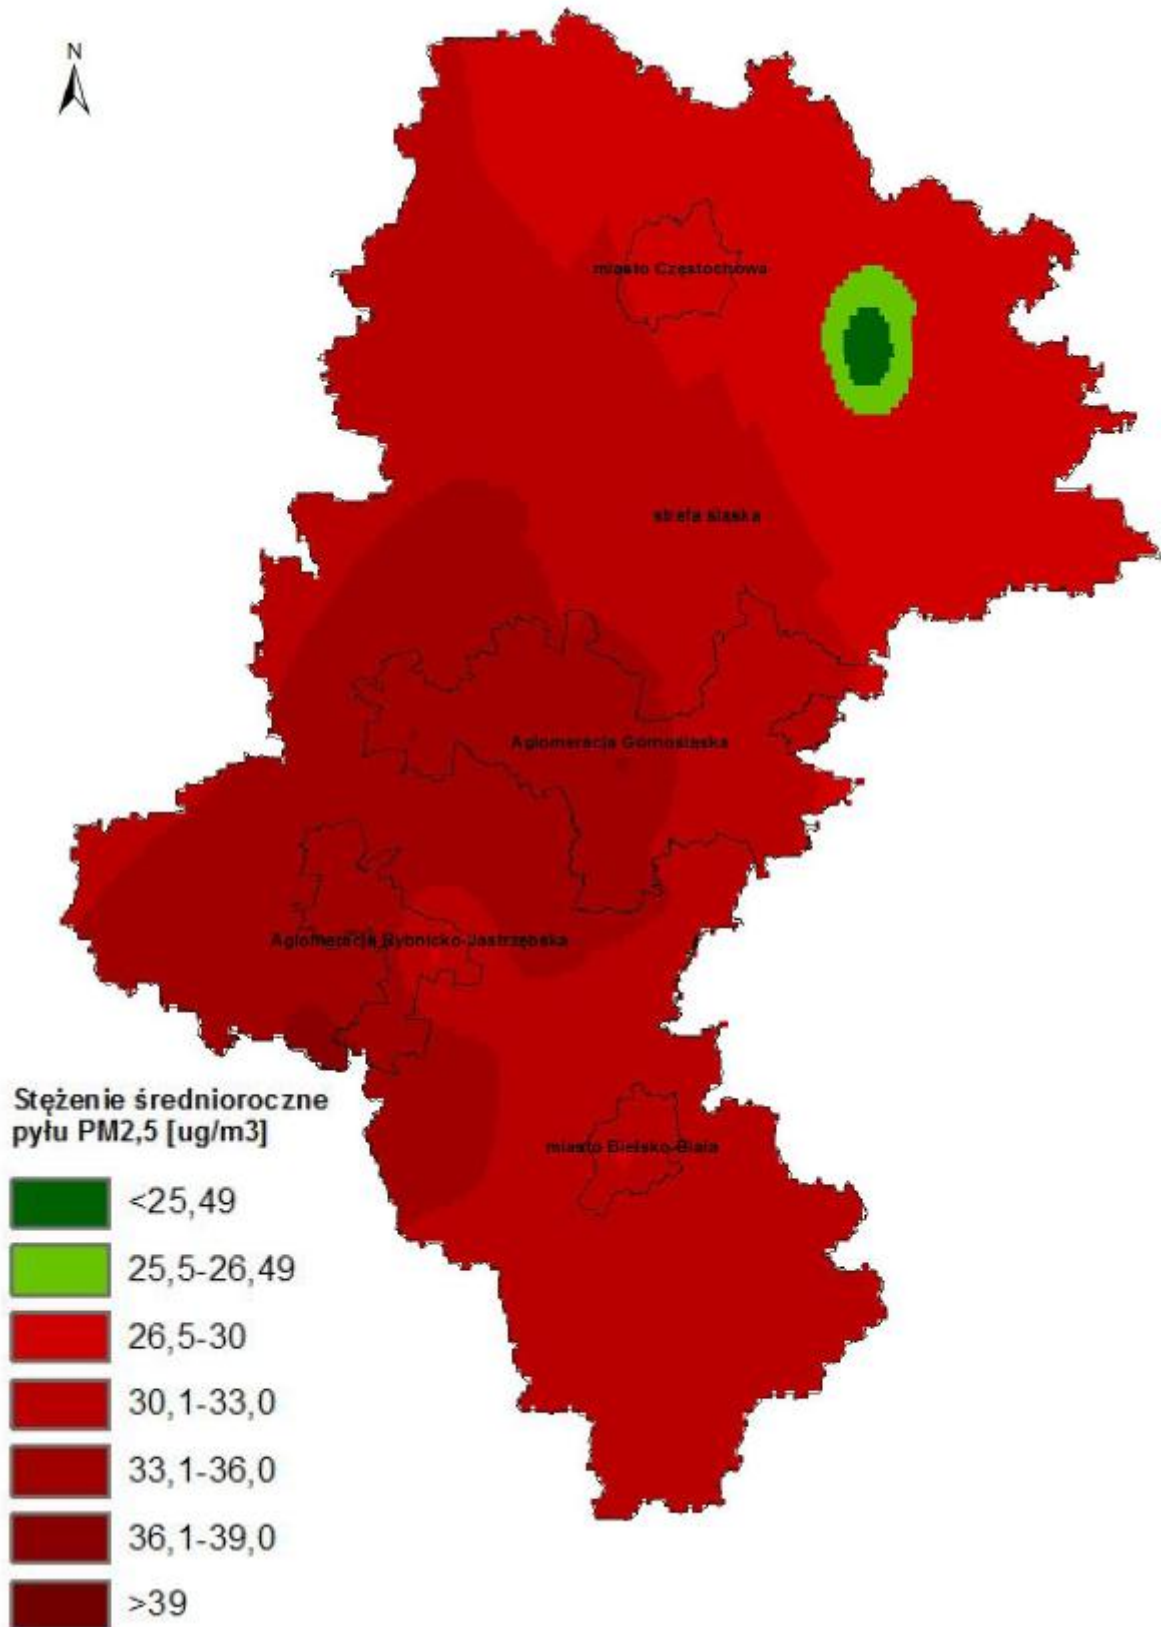 N
miasto Częstochowa
strefa śląska
Aglomeracja Górnośląska
Aglomeracja Rybnicko-Jastrzębska
miasto Bielsko-Biała
Stężenie średnioroczne
pyłu PM2,5 [ug/m3]
<25,49
25,5-26,49
26,5-30
30,1-33,0
33,1-36,0
36,1-39,0
>39